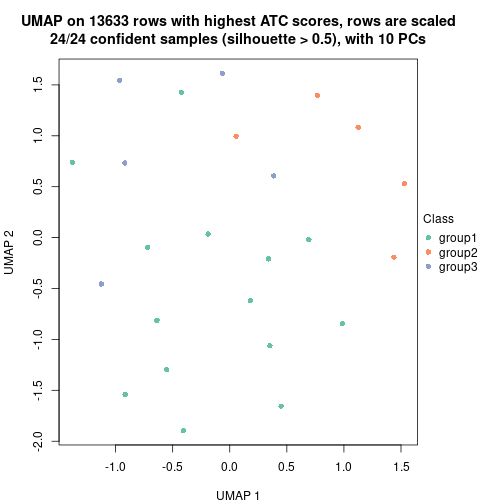 UMAP on 13633 rows with highest ATC scores, rows are scaled
24/24 confident samples (silhouette > 0.5), with 10 PCs
1.5
1.0
0.5
0.0
-0.5
-1.0
-1.5
-2.0
UMAP 2
Class
group1
group2
group3
-1.0
-0.5
0.0
0.5
1.0
1.5
UMAP 1